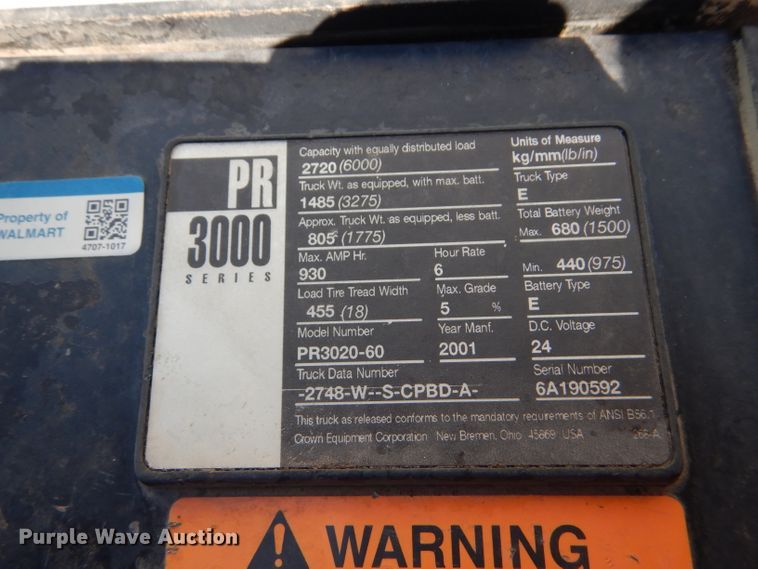 PR
3000
SERIES
Capacity with equally distributed load
2720 (6000)
Units of Measure
kg/mm(lb/in)
Truck Wt. as equipped, with max. batt.
1485 (3275)
Truck Type
E
Approx. Truck Wt. as equipped, less batt.
805 (1775)
Total Battery Weight
Max. 680 (1500)
Max. AMP Hr.
930
Hour Rate
6
Min. 440 (975)
Load Tire Tread Width
455 (18)
Max. Grade
5 %
Battery Type
E
Model Number
PR3020-60
Year Manf.
2001
D.C. Voltage
24
Truck Data Number
-2748-W--S-CPBD-A-
Serial Number
6A190592
This truck as released conforms to the mandatory requirements of ANSI B56.1
Crown Equipment Corporation New Bremen, Ohio 45869 USA 266-A
Property of
WALMART
4707-1017
WARNING
Purple Wave Auction